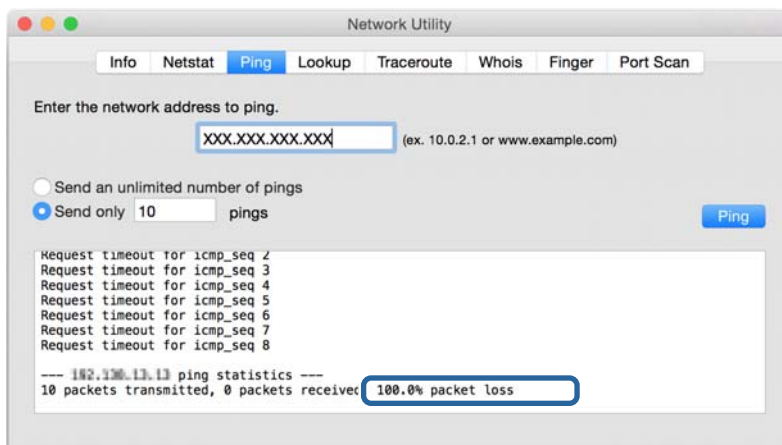 Network Utility
Info Netstat Ping Lookup Traceroute Whois Finger Port Scan
Enter the network address to ping.
XXX.XXX.XXX.XXX (ex. 10.0.2.1 or www.example.com)
Send an unlimited number of pings
Send only 10 pings
Ping
Request timeout for icmp_seq 2
Request timeout for icmp_seq 3
Request timeout for icmp_seq 4
Request timeout for icmp_seq 5
Request timeout for icmp_seq 6
Request timeout for icmp_seq 7
Request timeout for icmp_seq 8
--- ping statistics ---
10 packets transmitted, 0 packets received 100.0% packet loss